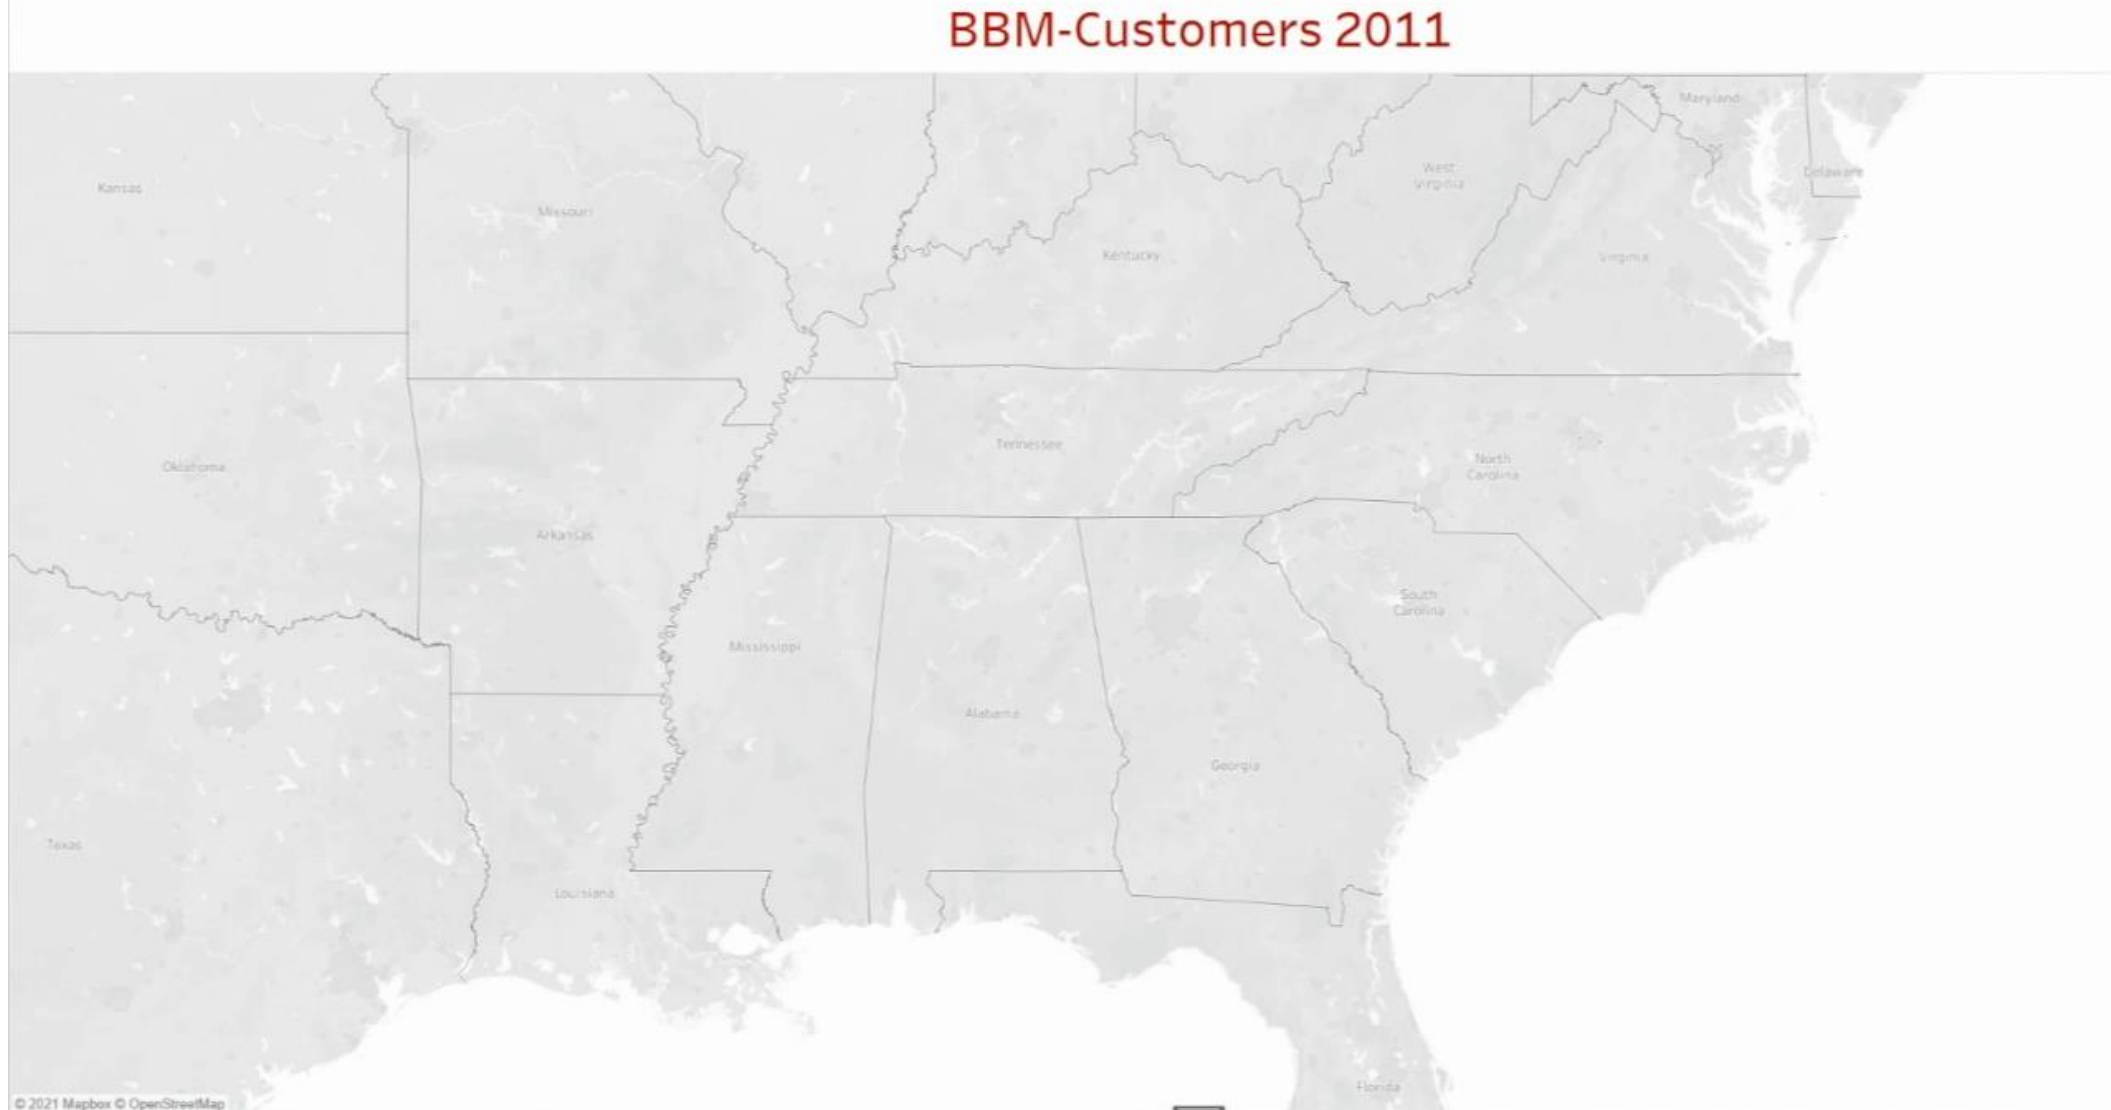 BBM-Customers 2011
Maryland
Delaware
West
Virginia
Kansas
Missouri
Kentucky
Virginia
Oklahoma
Tennessee
North
Carolina
Arkansas
South
Carolina
Mississippi
Alabama
Georgia
Texas
Louisiana
Florida
© 2021 Mapbox © OpenStreetMap